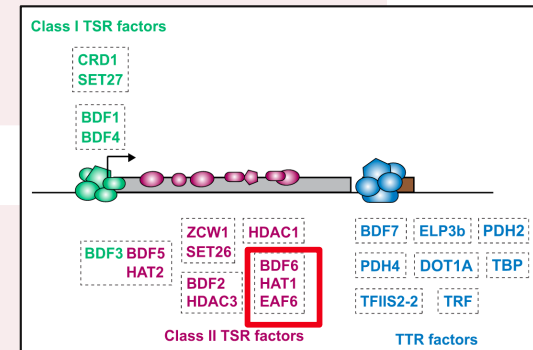 Class I TSR factors
CRD1
SET27
BDF1
BDF4
BDF3 BDF5
HAT2
ZCW1
SET26
BDF2
HDAC3
HDAC1
BDF6
HAT1
EAF6
Class II TSR factors
BDF7
ELP3b
PDH2
PDH4
DOT1A
TBP
TFIIS2-2
TRF
TTR factors